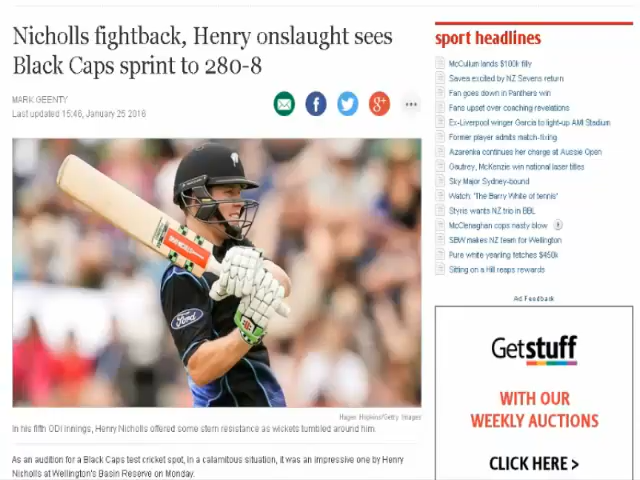 Nicholls fightback, Henry onslaught sees
Black Caps sprint to 280-8
MARK GEENTY
Last updated 15:46, January 25 2016
Ford
Hagen Hopkins/Getty Images
In his fifth ODI innings, Henry Nicholls offered some stern resistance as wickets tumbled around him.
As an audition for a Black Caps test cricket spot, in a calamitous situation, it was an impressive one by Henry
Nicholls at Wellington's Basin Reserve on Monday.
sport headlines
McCullum lands $100k filly
Savea excited by NZ Sevens return
Fan goes down in Panthers win
Fans upset over coaching revelations
Ex-Liverpool winger Garcia to light-up AMI Stadium
Former player admits match-fixing
Azarenka continues her charge at Aussie Open
Gautrey, McKenzie win national laser titles
Sky Major Sydney-bound
Watch: 'The Barry White of tennis'
Styris wants NZ trio in BBL
McClenaghan cops nasty blow
SBW makes NZ team for Wellington
Pure white yearling fetches $450k
Sitting on a Hill reaps rewards
Ad Feedback
Getstuff
WITH OUR
WEEKLY AUCTIONS
CLICK HERE >